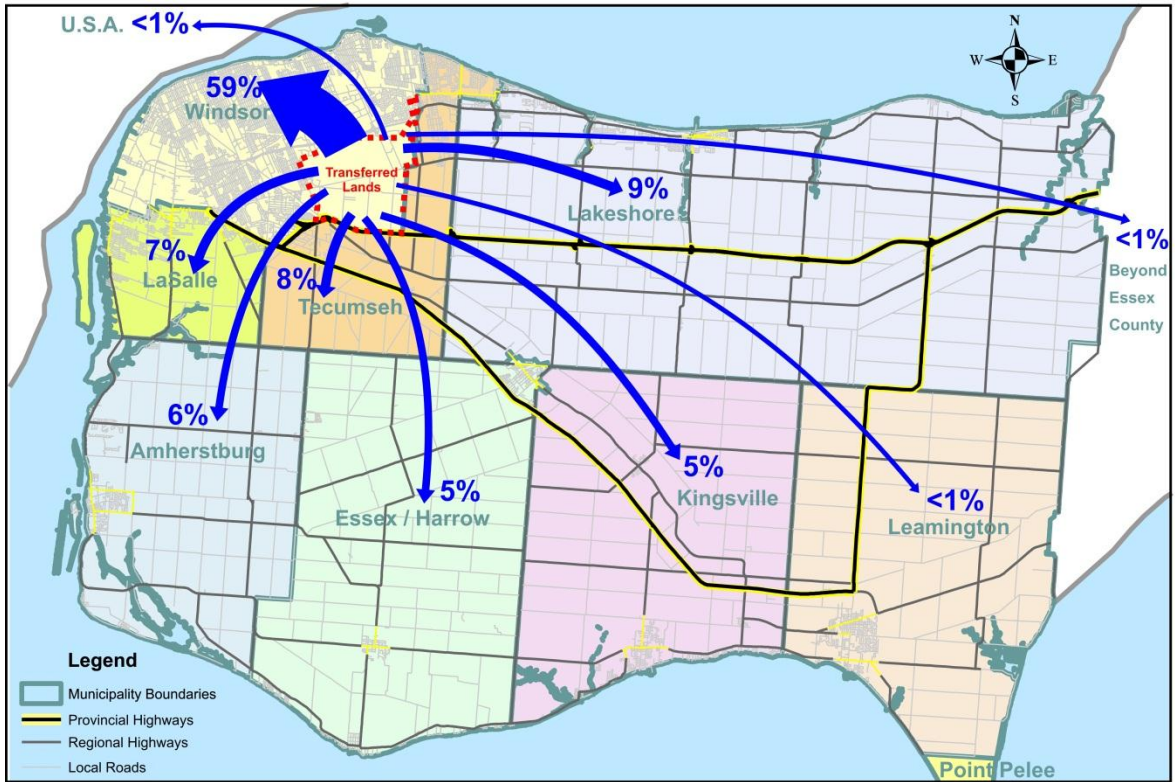 U.S.A. <1%
N
W E
S
59%
Windsor
Transferred
Lands
9%
Lakeshores
<1%
Beyond
Essex
County
7%
LaSalle
8%
Tecumseh
6%
Amherstburg
5%
Essex / Harrow
5%
Kingsville
<1%
Leamington
Legend
Municipality Boundaries
Provincial Highways
Regional Highways
Local Roads
Point Pelee